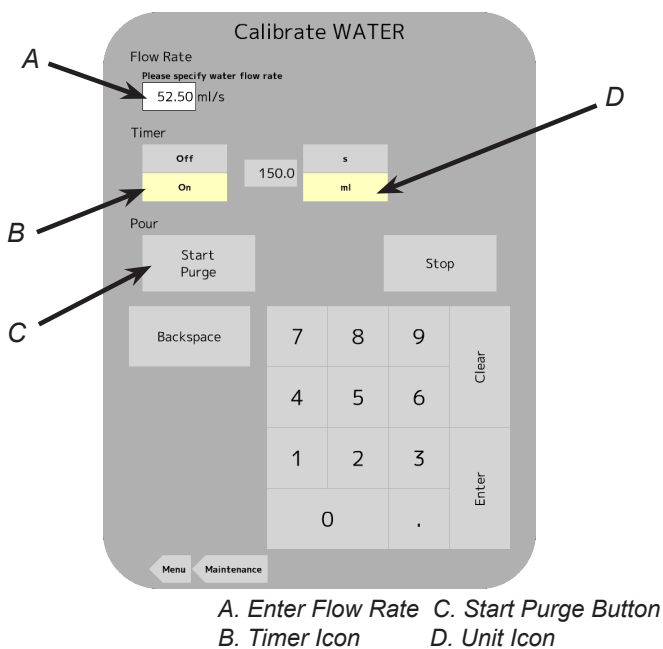 Calibrate WATER
A
Flow Rate
Please specify water flow rate
52.50 ml/s
D
Timer
Off
s
150.0
On
ml
B
Pour
Start
Purge
Stop
C
Backspace
7 8 9
Clear
4 5 6
1 2 3
Enter
0 .
Menu Maintenance
A. Enter Flow Rate C. Start Purge Button
B. Timer Icon D. Unit Icon